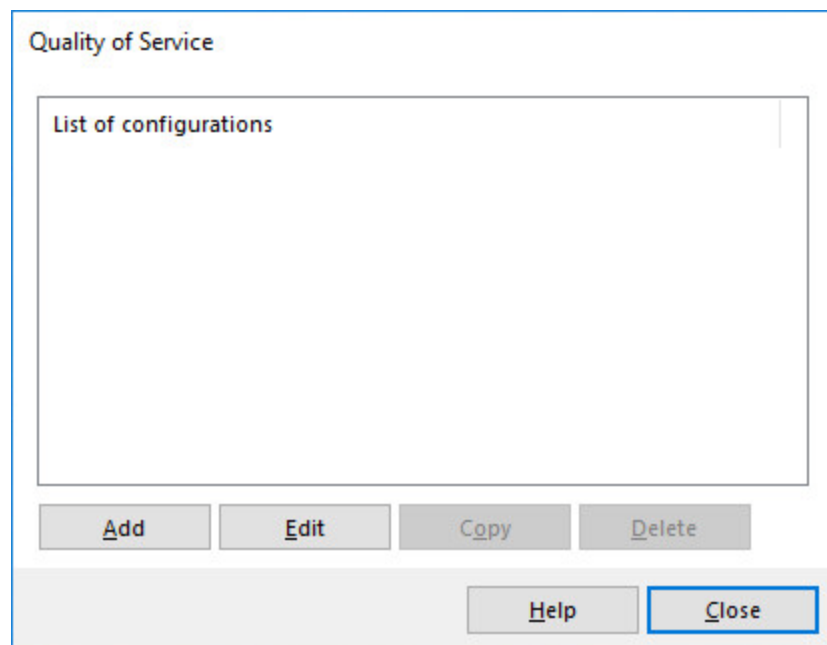 Quality of Service
List of configurations
Add Edit Copy Delete
Help Close